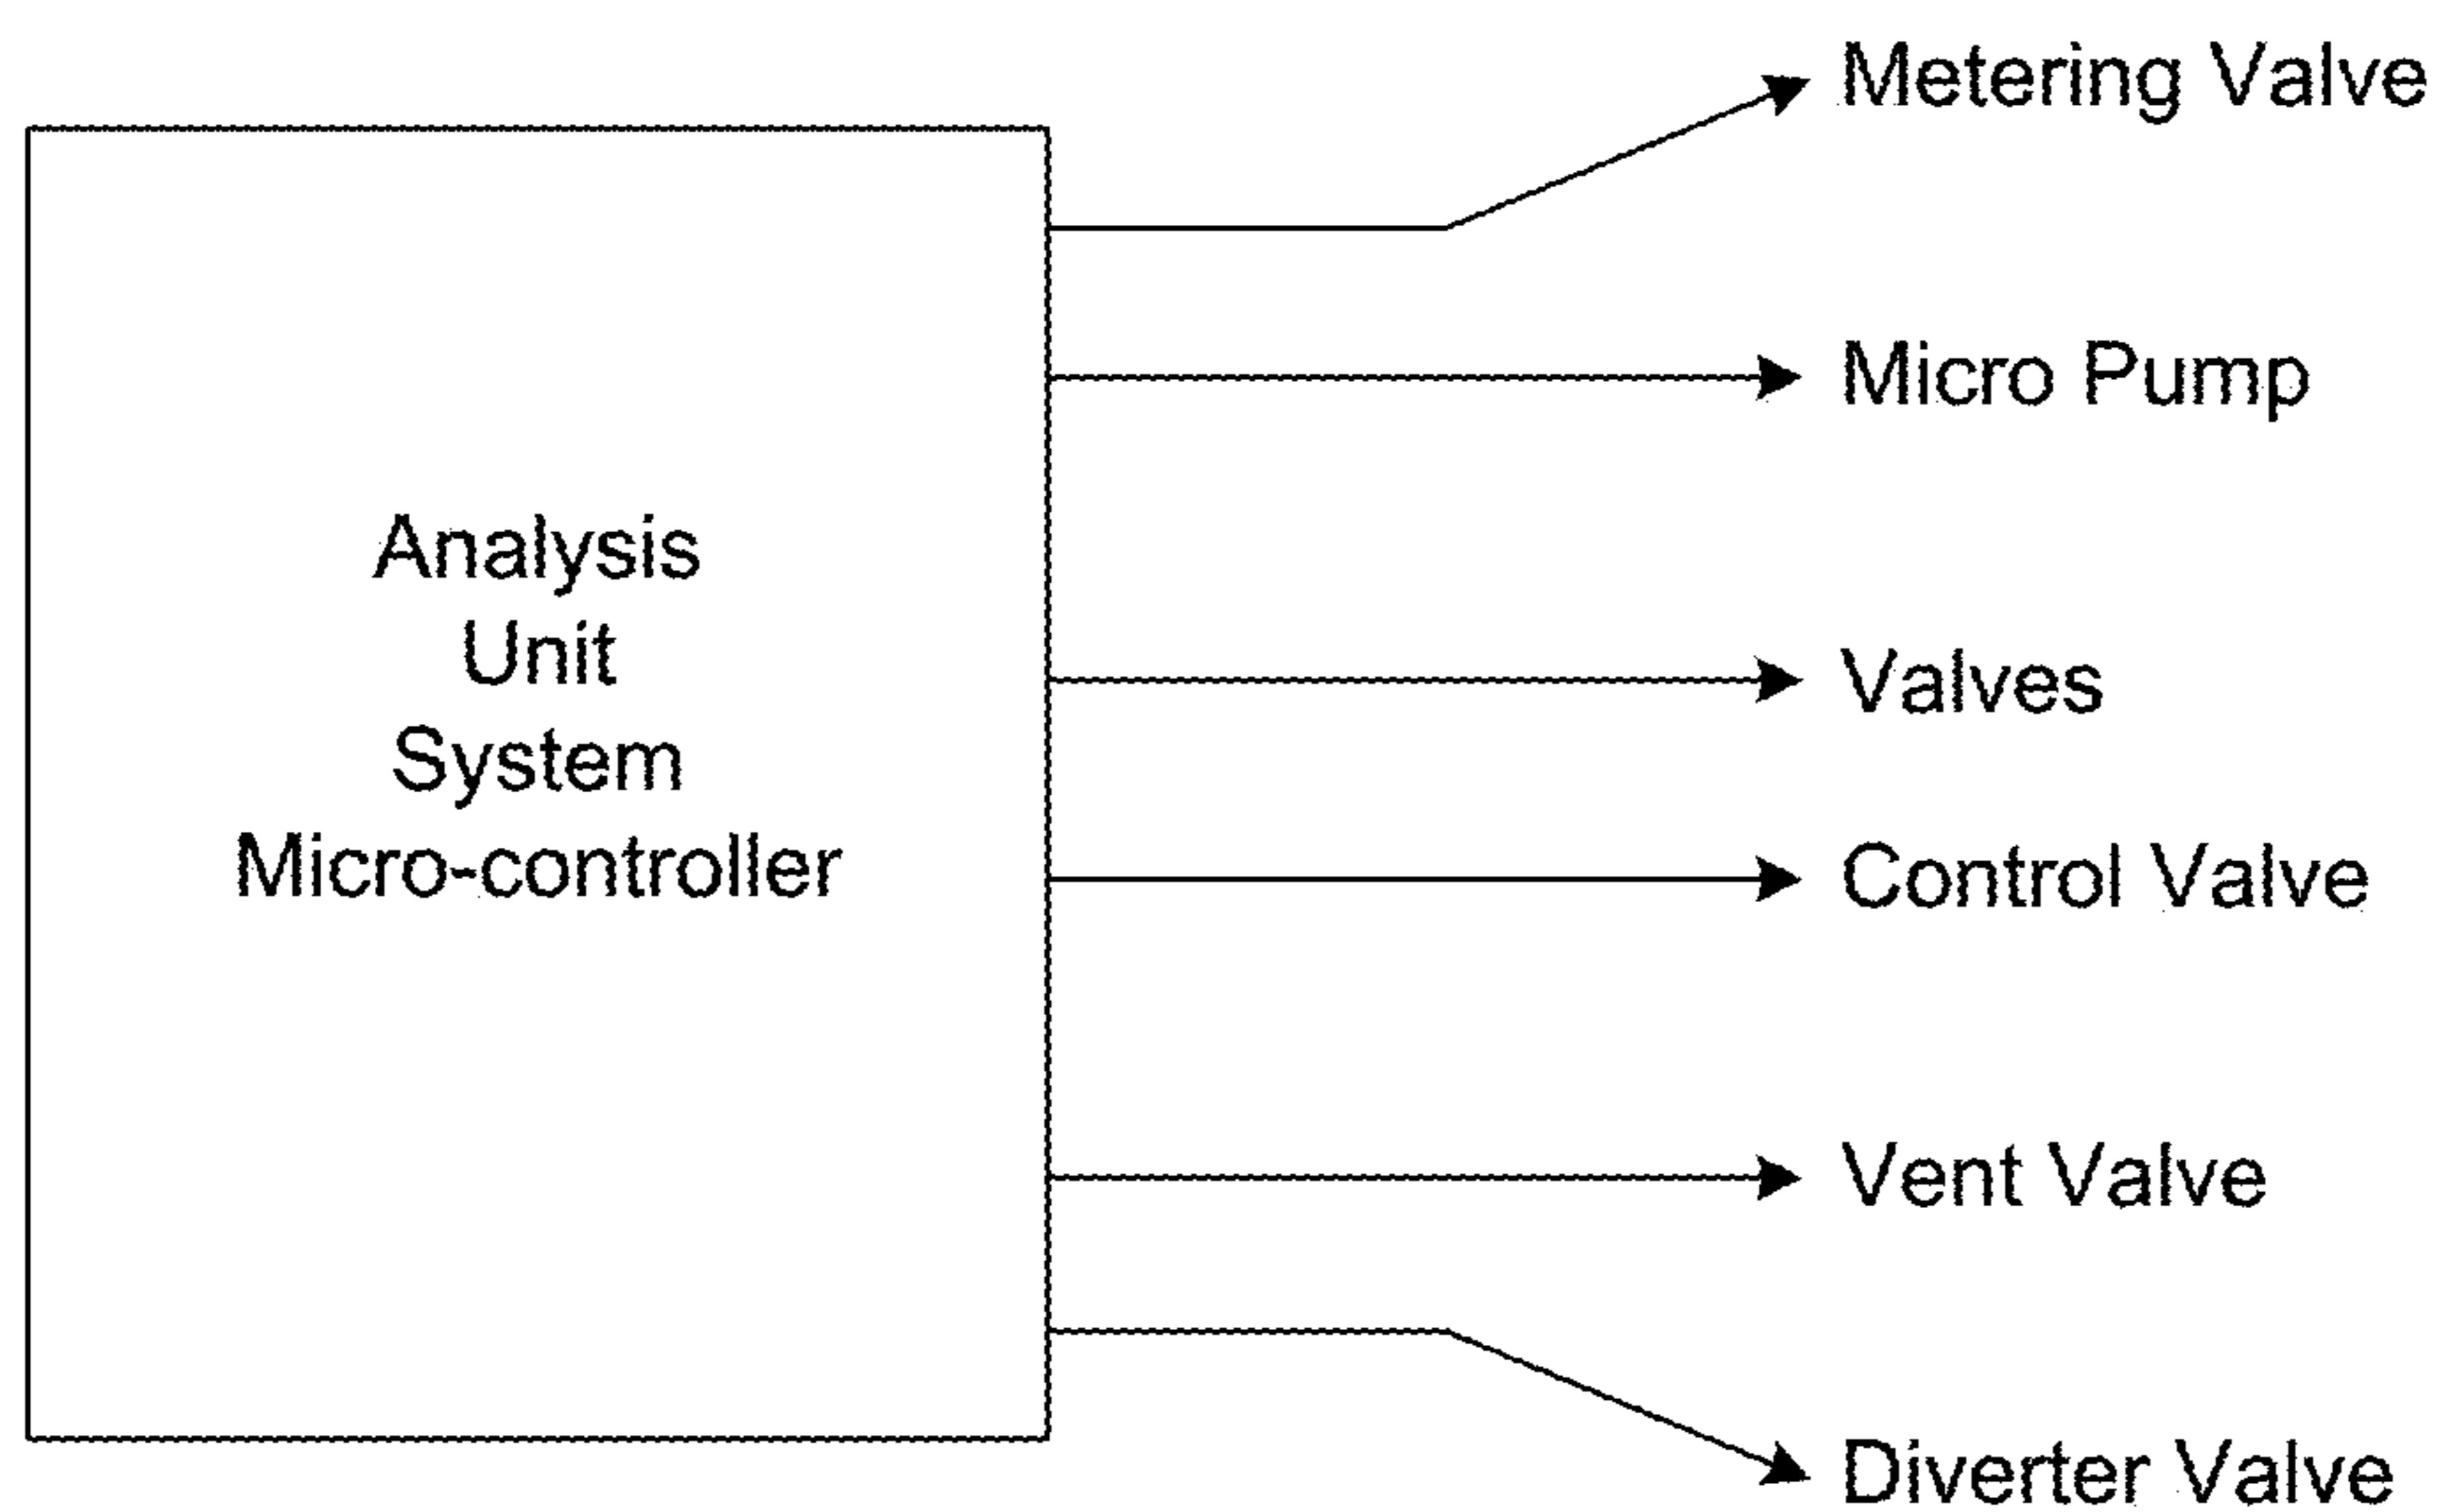 Metering Valve
Micro Pump
Analysis
Unit
System
Micro-controller
Valves
Control Valve
Vent Valve
Diverter Valve